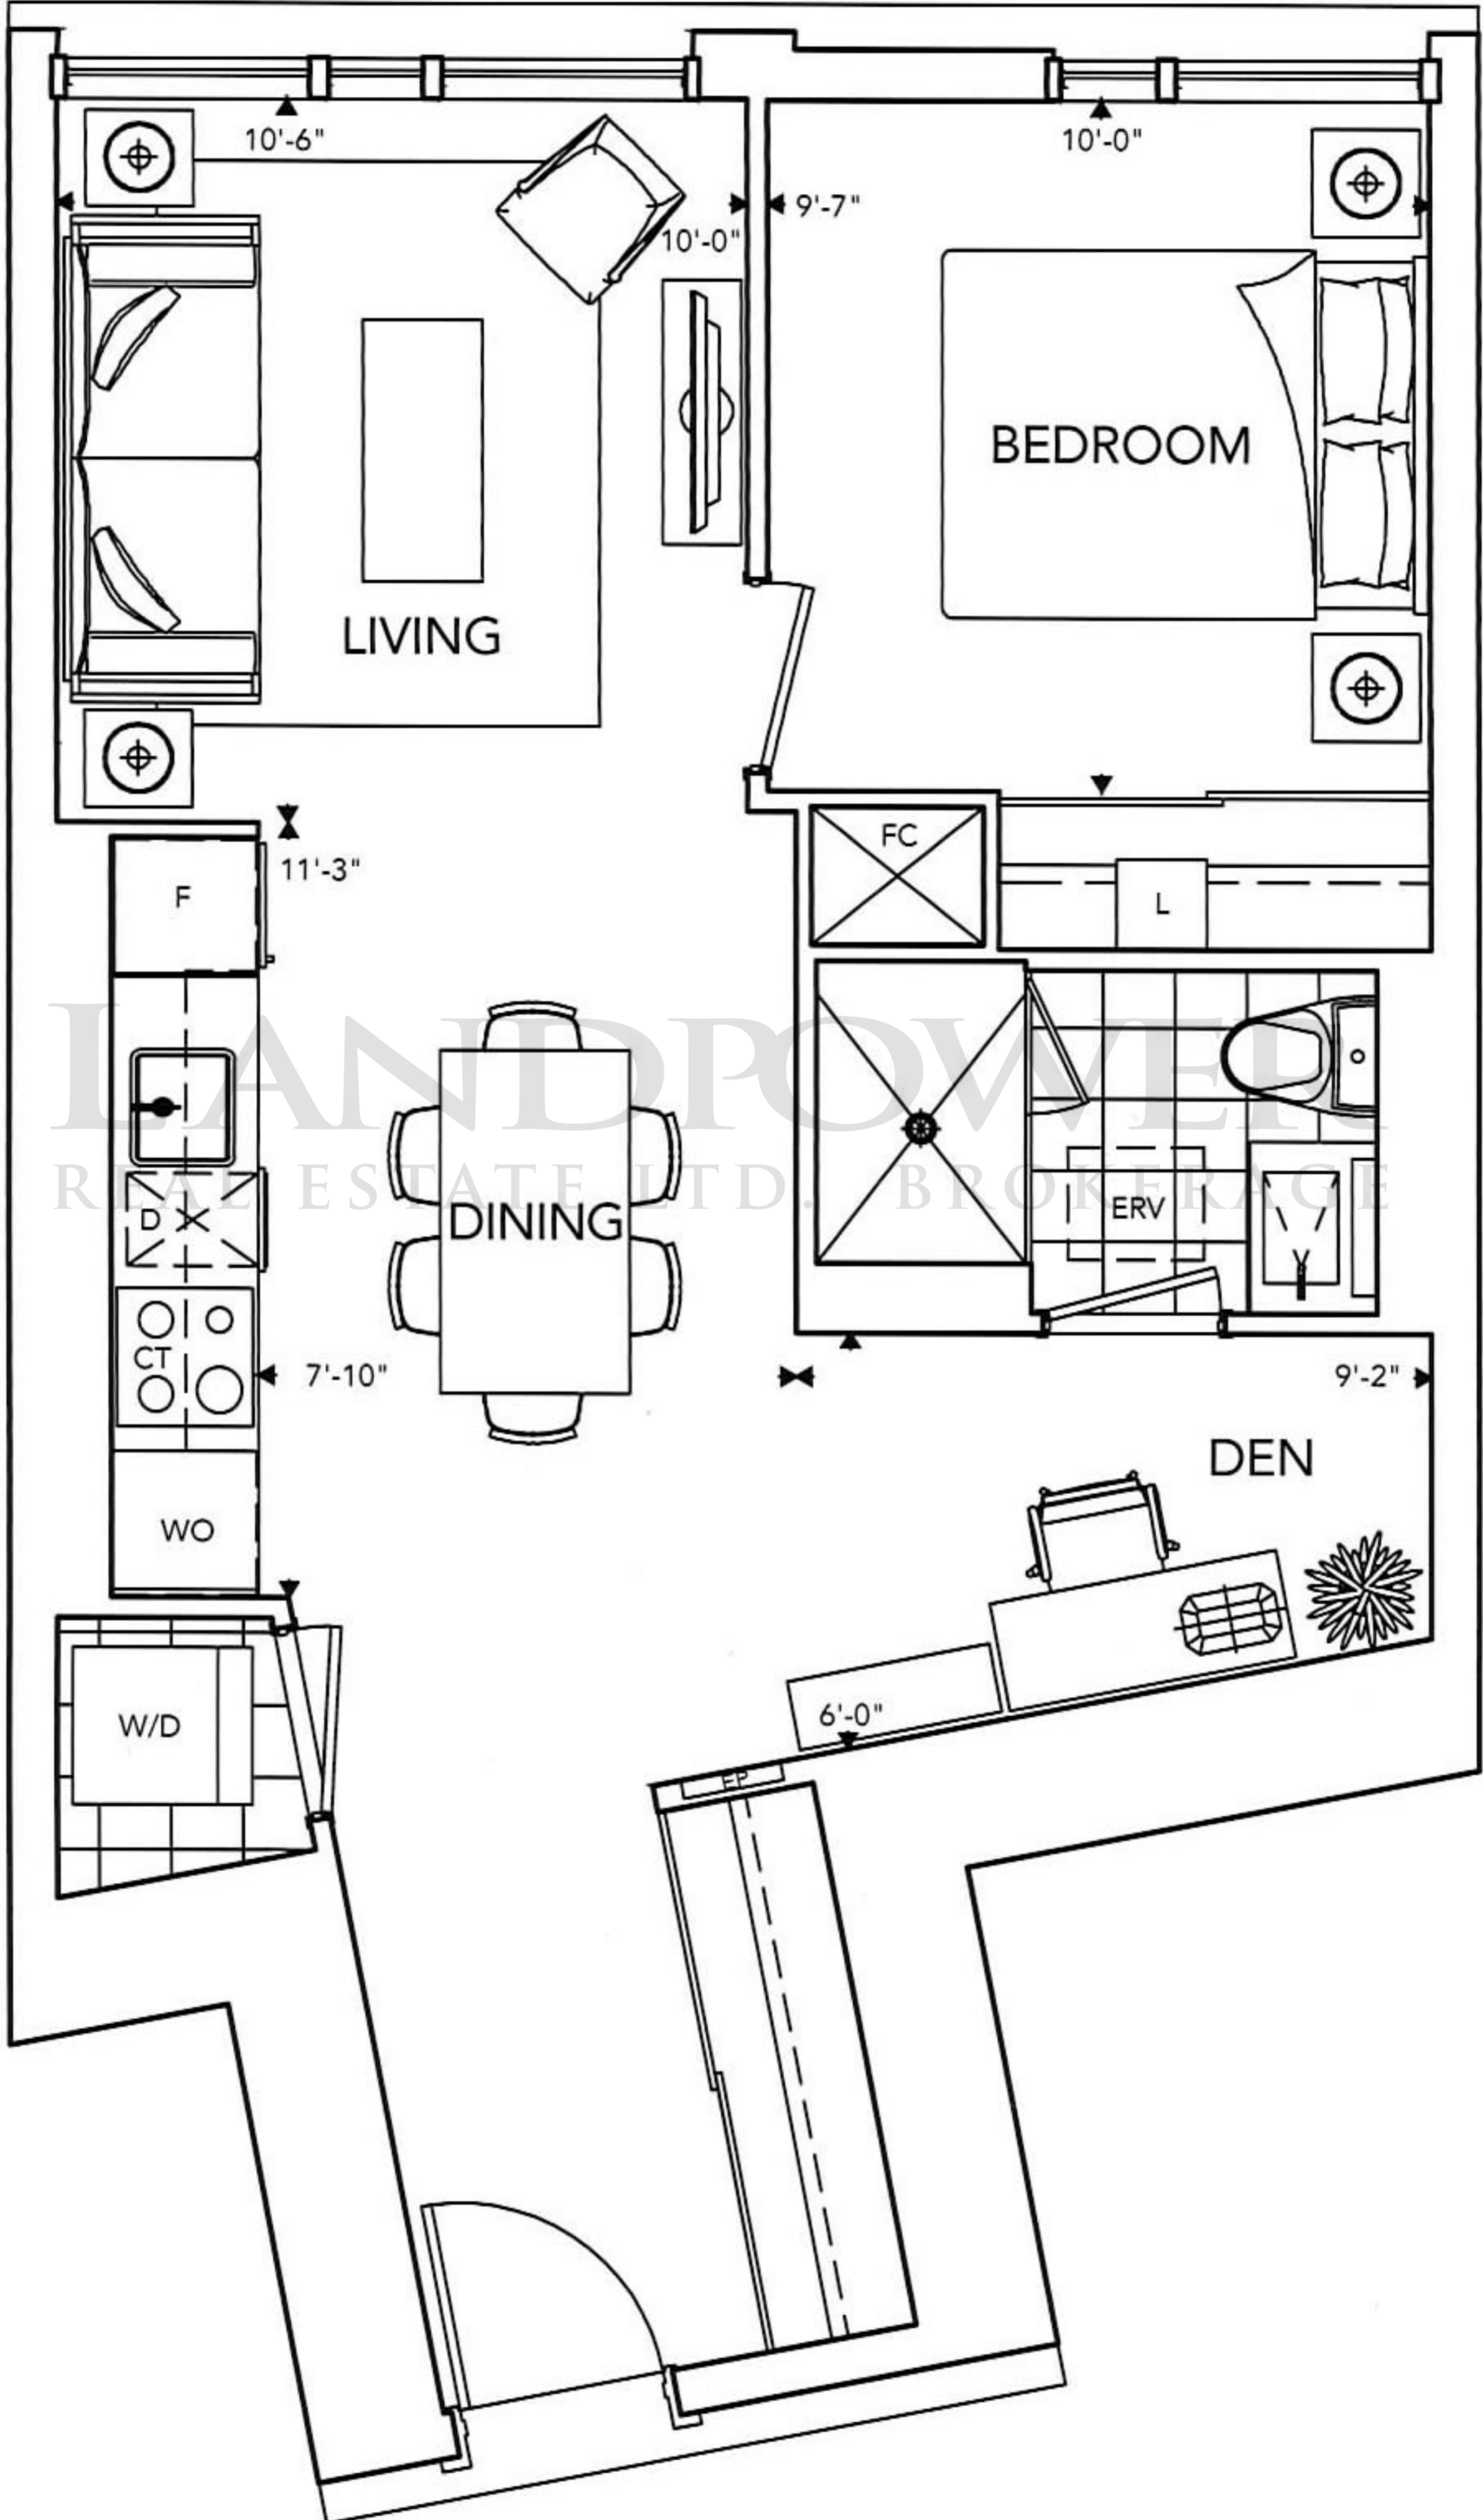 10'-6"
10'-0"
9'-7"
10'-0"
BEDROOM
LIVING
FC
11'-3"
F
L
LANDPOWER
REAL ESTATE LTD. BROKERAGE
D
DINING
ERV
V
CT
7'-10"
9'-2"
DEN
WO
6'-0"
W/D
EP